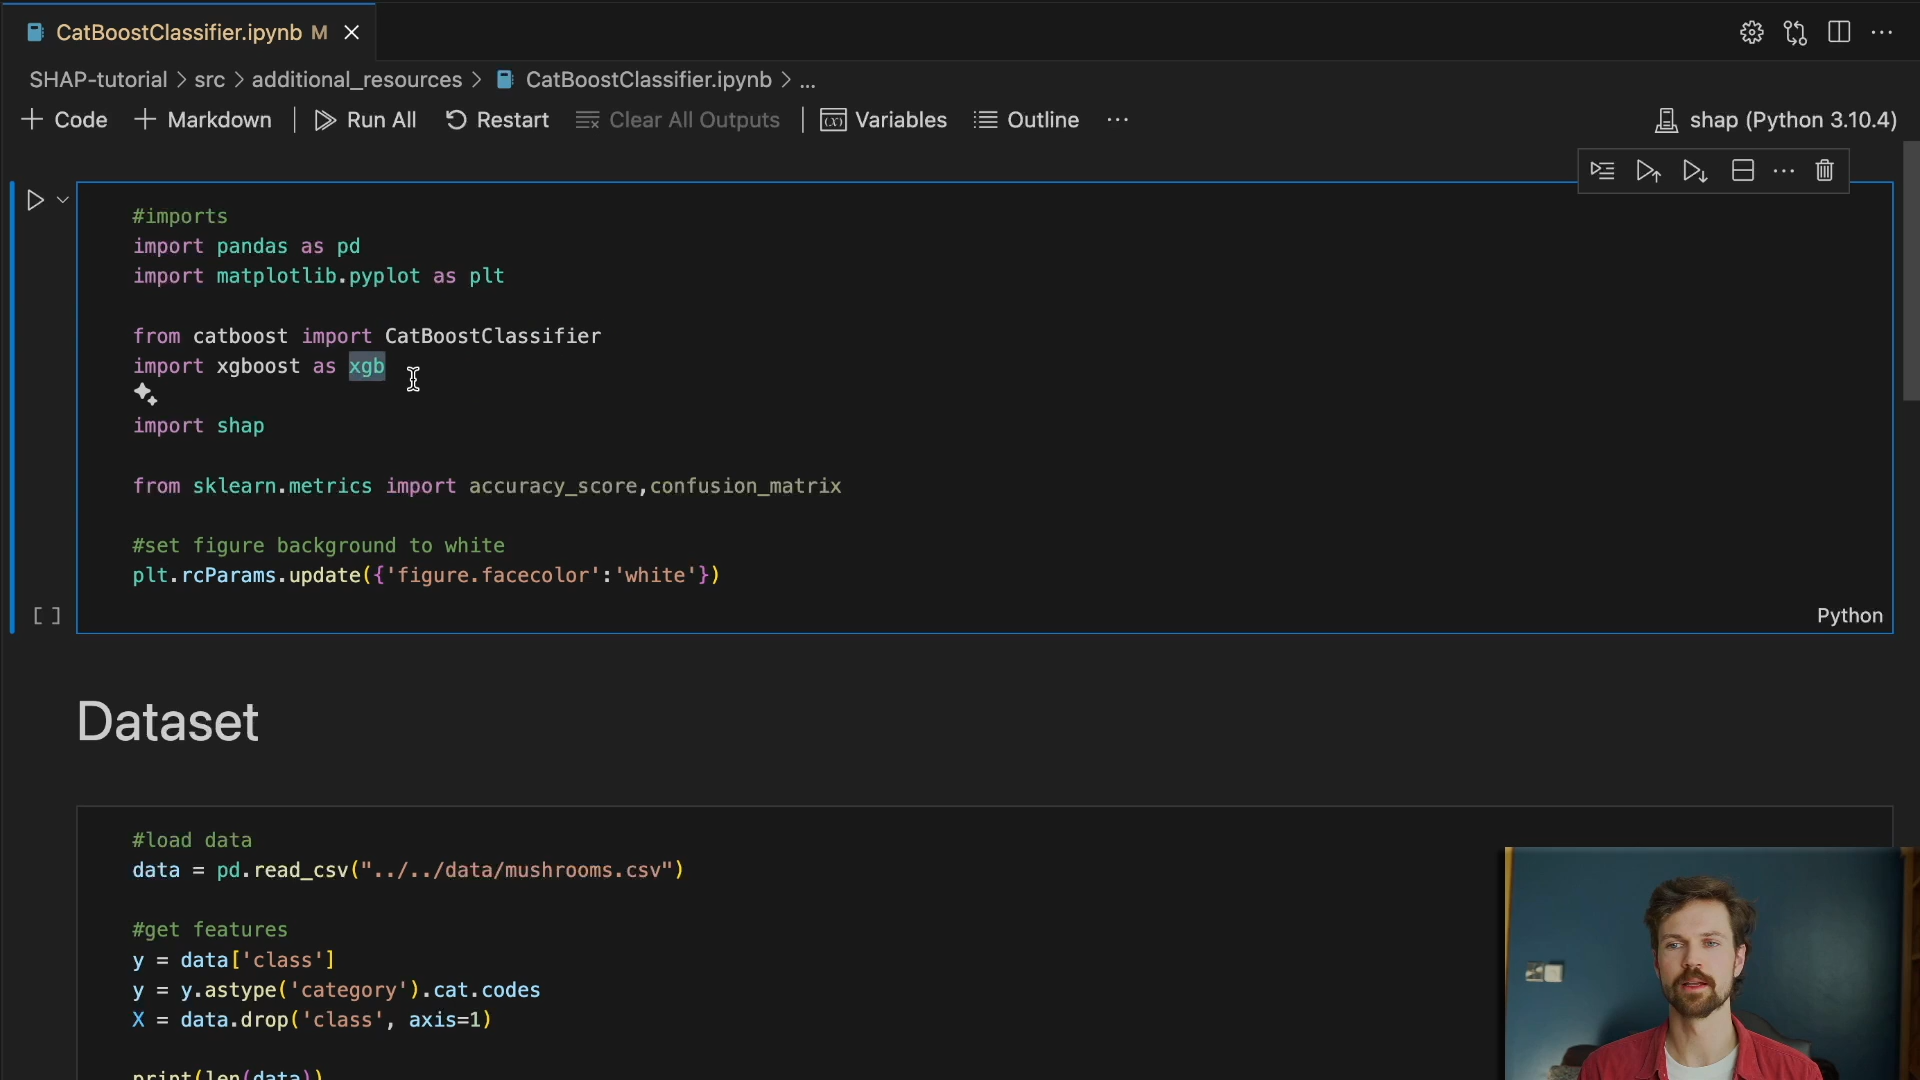 CatBoostClassifier.ipynb M
SHAP-tutorial > src > additional_resources > CatBoostClassifier.ipynb > ...
+ Code + Markdown Run All Restart Clear All Outputs Variables Outline ... shap (Python 3.10.4)
#imports
import pandas as pd
import matplotlib.pyplot as plt
from catboost import CatBoostClassifier
import xgboost as xgb
import shap
from sklearn.metrics import accuracy_score,confusion_matrix
#set figure background to white
plt.rcParams.update({'figure.facecolor':'white'})
[ ] Python
Dataset
#load data
data = pd.read_csv("../../data/mushrooms.csv")
#get features
y = data['class']
y = y.astype('category').cat.codes
X = data.drop('class', axis=1)
print(len(data))